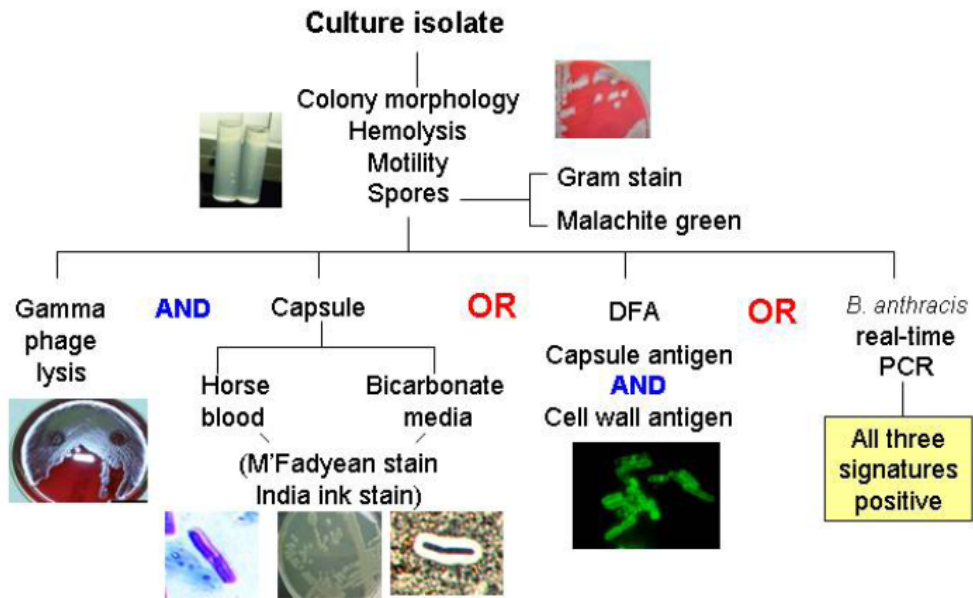 Culture isolate
Colony morphology
Hemolysis
Motility
Spores
Gram stain
Malachite green
Gamma
phage
lysis
AND
Capsule
Horse
blood
Bicarbonate
media
(M'Fadyean stain
India ink stain)
OR
DFA
Capsule antigen
AND
Cell wall antigen
OR
B. anthracis
real-time
PCR
All three
signatures
positive